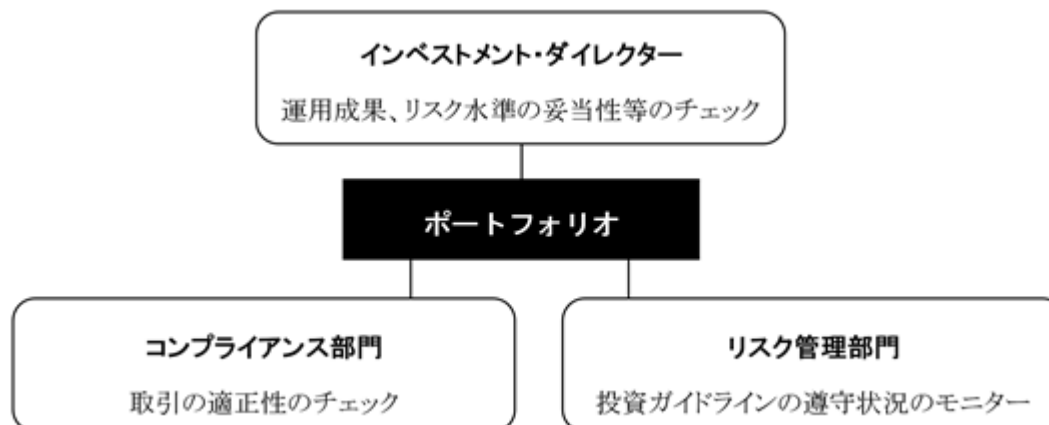 インベストメント・ダイレクター
運用成果、リスク水準の妥当性等のチェック
ポートフォリオ
コンプライアンス部門
取引の適正性のチェック
リスク管理部門
投資ガイドラインの遵守状況のモニター